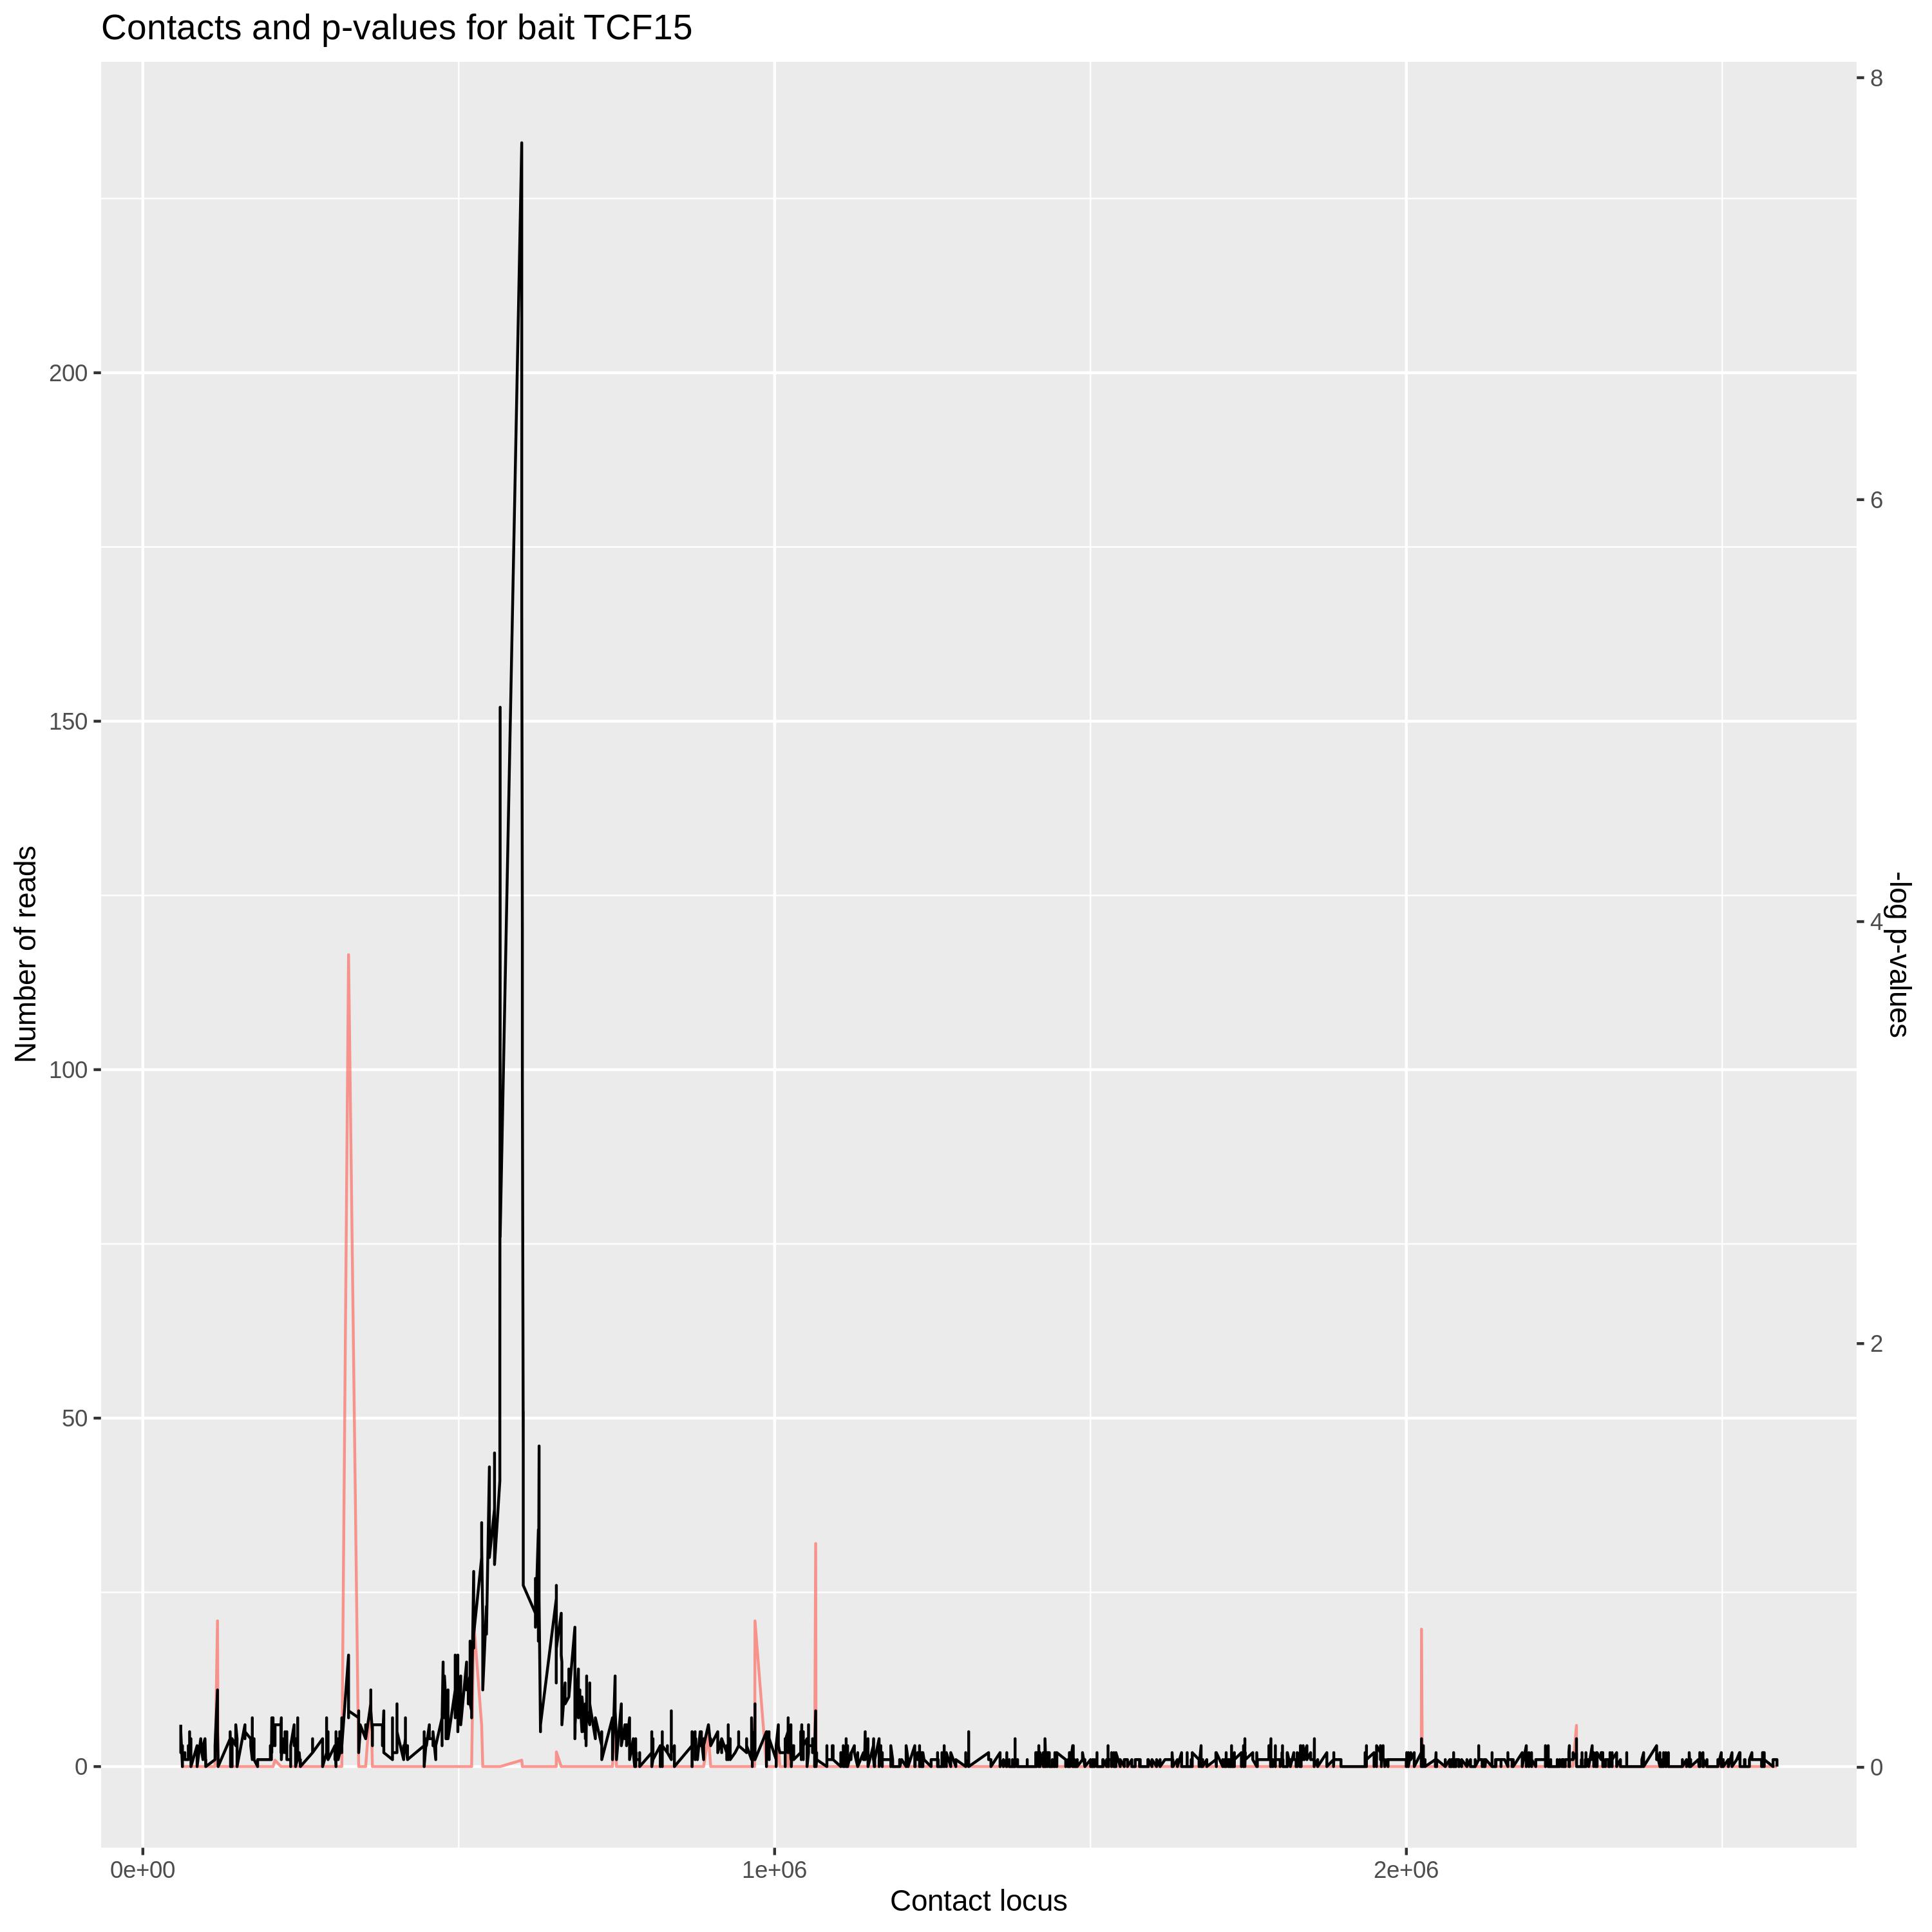 Contacts and p-values for bait TCF15
Number of reads
200
150
100
50
0
8
6
4
2
0
-log p-values
0e+00
1e+06
2e+06
Contact locus